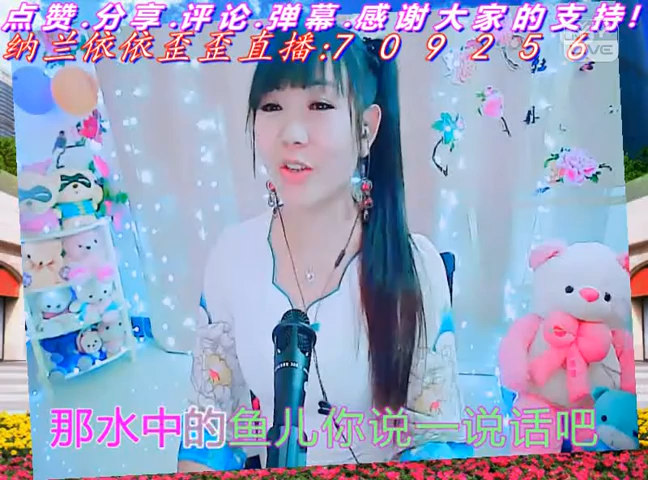 点赞.分享.评论.弹幕.感谢大家的支持!
纳兰依依歪歪直播:709256
LOVE
那水中的鱼儿你说一说话吧